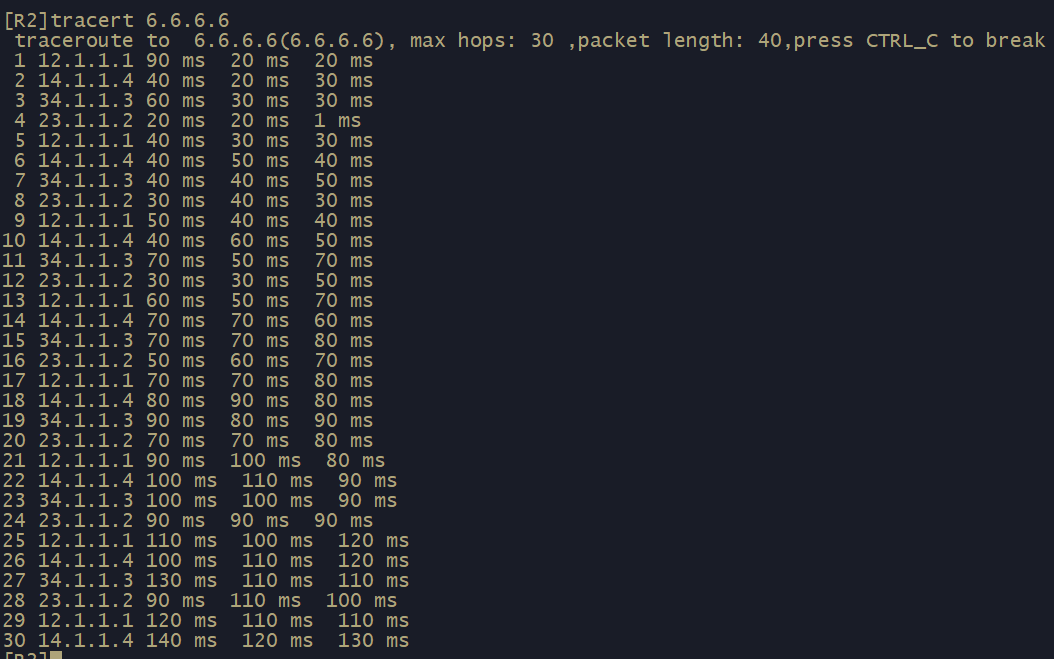 [R2]tracert 6.6.6.6
 traceroute to  6.6.6.6(6.6.6.6), max hops: 30 ,packet length: 40,press CTRL_C to break
 1 12.1.1.1 90 ms  20 ms  20 ms
 2 14.1.1.4 40 ms  20 ms  30 ms
 3 34.1.1.3 60 ms  30 ms  30 ms
 4 23.1.1.2 20 ms  20 ms  1 ms
 5 12.1.1.1 40 ms  30 ms  30 ms
 6 14.1.1.4 40 ms  50 ms  40 ms
 7 34.1.1.3 40 ms  40 ms  50 ms
 8 23.1.1.2 30 ms  40 ms  30 ms
 9 12.1.1.1 50 ms  40 ms  40 ms
10 14.1.1.4 40 ms  60 ms  50 ms
11 34.1.1.3 70 ms  50 ms  70 ms
12 23.1.1.2 30 ms  30 ms  50 ms
13 12.1.1.1 60 ms  50 ms  70 ms
14 14.1.1.4 70 ms  70 ms  60 ms
15 34.1.1.3 70 ms  70 ms  80 ms
16 23.1.1.2 50 ms  60 ms  70 ms
17 12.1.1.1 70 ms  70 ms  80 ms
18 14.1.1.4 80 ms  90 ms  80 ms
19 34.1.1.3 90 ms  80 ms  90 ms
20 23.1.1.2 70 ms  70 ms  80 ms
21 12.1.1.1 90 ms  100 ms  80 ms
22 14.1.1.4 100 ms  110 ms  90 ms
23 34.1.1.3 100 ms  100 ms  90 ms
24 23.1.1.2 90 ms  90 ms  90 ms
25 12.1.1.1 110 ms  100 ms  120 ms
26 14.1.1.4 100 ms  110 ms  120 ms
27 34.1.1.3 130 ms  110 ms  110 ms
28 23.1.1.2 90 ms  110 ms  100 ms
29 12.1.1.1 120 ms  110 ms  110 ms
30 14.1.1.4 140 ms  120 ms  130 ms